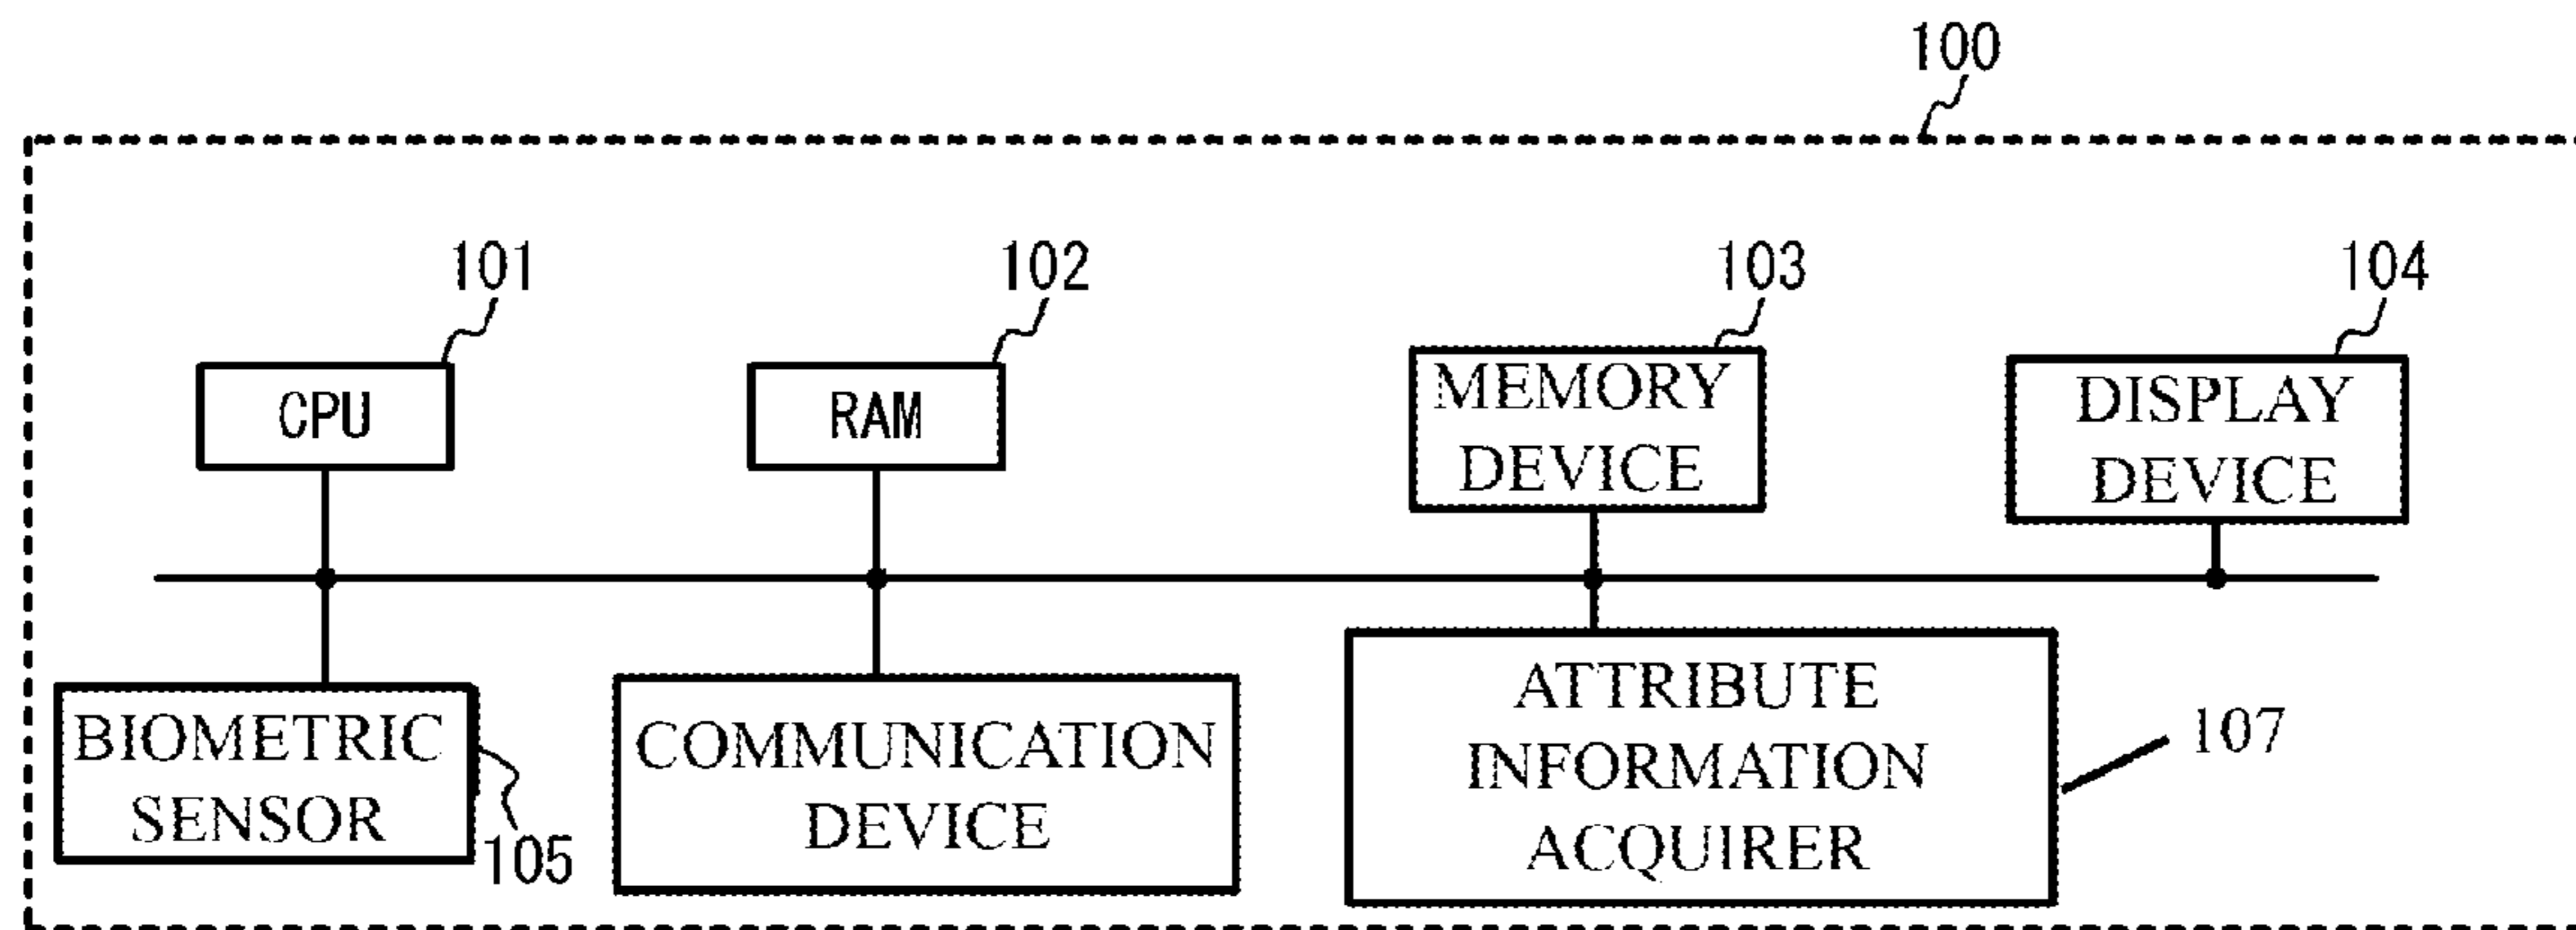 100
101
102
103
104
CPU
RAM
MEMORY
DEVICE
DISPLAY
DEVICE
BIOMETRIC
SENSOR
105
COMMUNICATION
DEVICE
ATTRIBUTE
INFORMATION
ACQUIRER
107